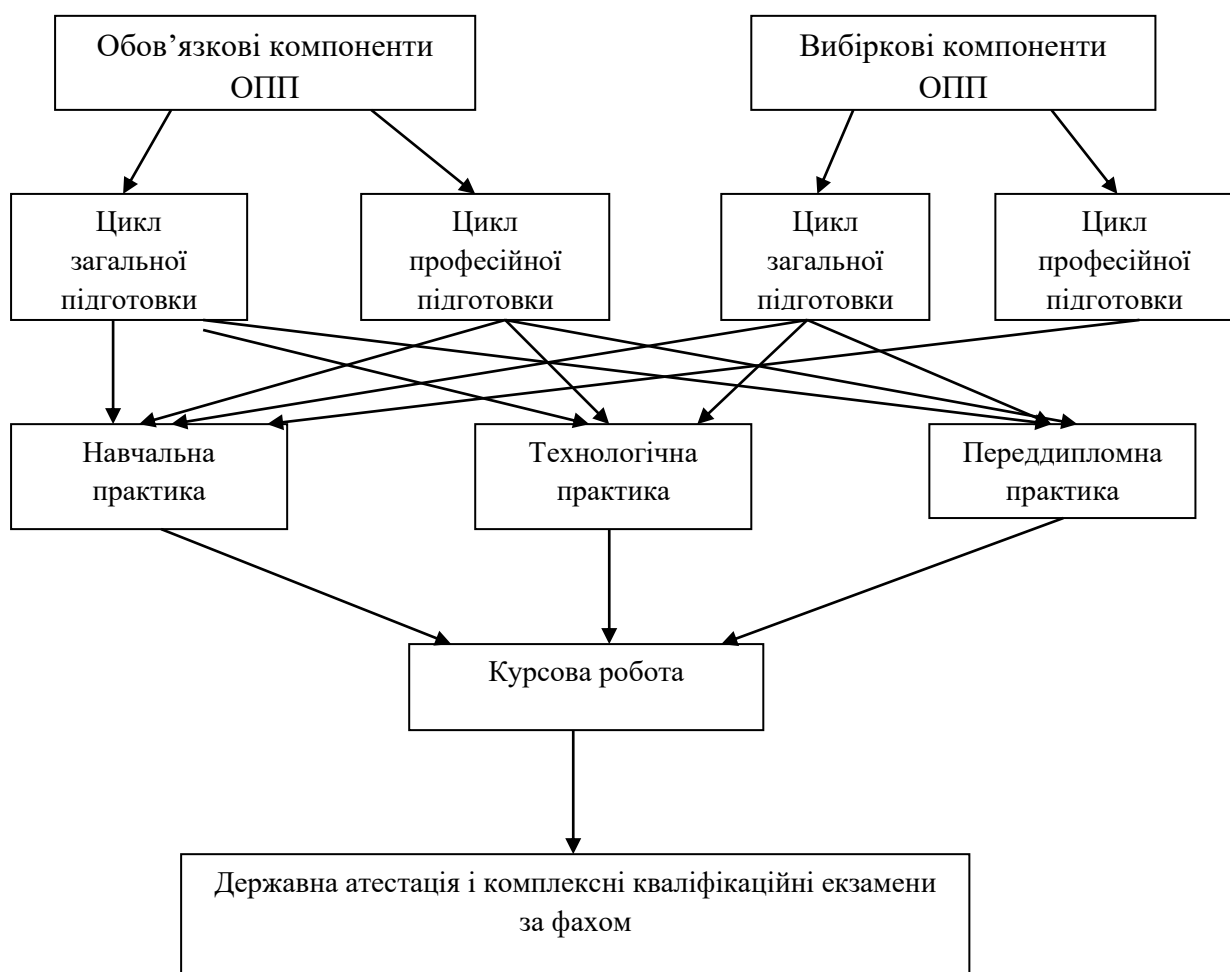 Обов’язкові компоненти
ОПП
Вибіркові компоненти
ОПП
Цикл
загальної
підготовки
Цикл
професійної
підготовки
Цикл
загальної
підготовки
Цикл
професійної
підготовки
Навчальна
практика
Технологічна
практика
Переддипломна
практика
Курсова робота
Державна атестація і комплексні кваліфікаційні екзамени
за фахом